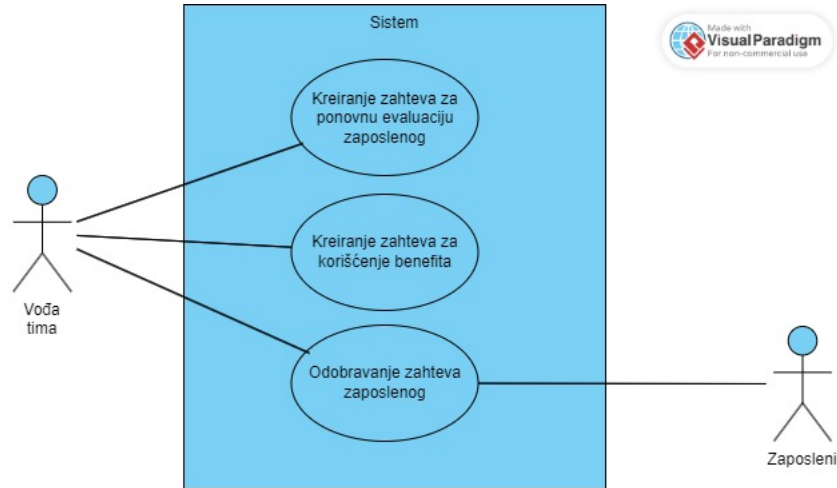 Sistem
Made with
Visual Paradigm
For non-commercial use
Kreiranje zahteva za
ponovnu evaluaciju
zaposlenog
Kreiranje zahteva za
korišćenje benefita
Vođa
tima
Odobravanje zahteva
zaposlenog
Zaposleni